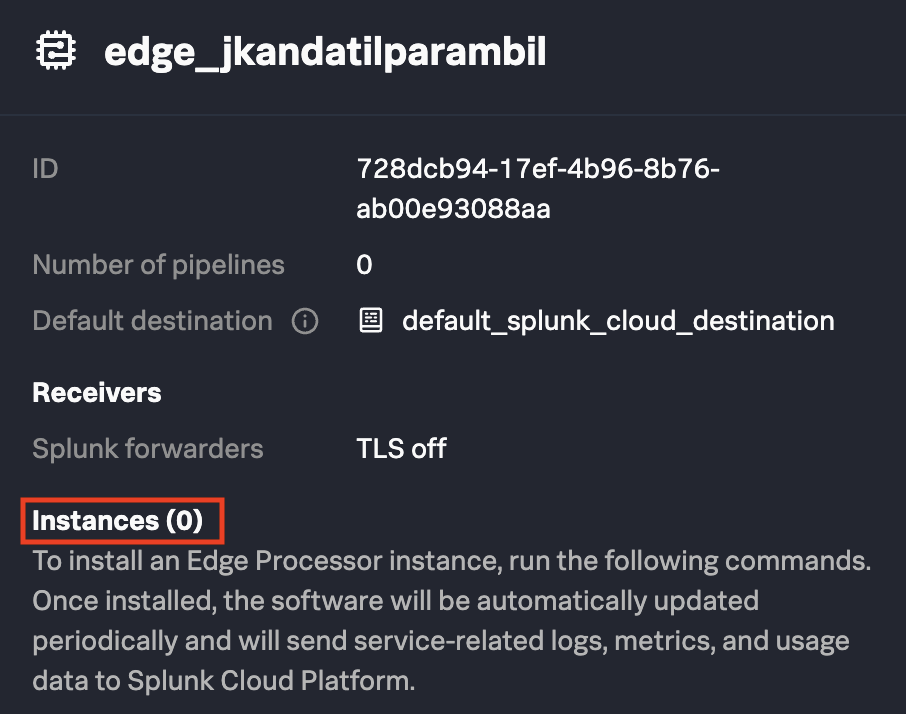 edge_jkandatilparambil
ID
728dcb94-17ef-4b96-8b76-
ab00e93088aa
Number of pipelines
0
Default destination
default_splunk_cloud_destination
Receivers
Splunk forwarders
TLS off
Instances (0)
To install an Edge Processor instance, run the following commands.
Once installed, the software will be automatically updated
periodically and will send service-related logs, metrics, and usage
data to Splunk Cloud Platform.